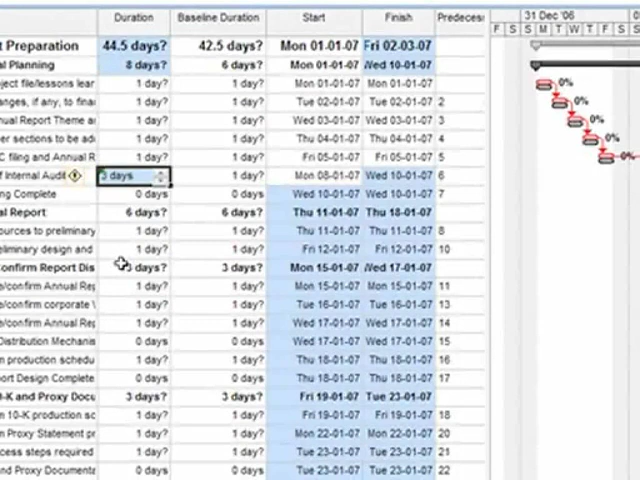 Duration Baseline Duration Start Finish Predeces 31 Dec '06
F S S M T W T F S S M T
t Preparation 44.5 days? 42.5 days? Mon 01-01-07 Fri 02-03-07
al Planning 8 days? 6 days? Mon 01-01-07 Wed 10-01-07
ject file/lessons lear 1 day? 1 day? Mon 01-01-07 Mon 01-01-07 0%
anges, if any, to final 1 day? 1 day? Tue 02-01-07 Tue 02-01-07 2 0%
nual Report Theme a 1 day? 1 day? Wed 03-01-07 Wed 03-01-07 3 0%
er sections to be ad 1 day? 1 day? Thu 04-01-07 Thu 04-01-07 4 0%
C filing and Annual R 1 day? 1 day? Fri 05-01-07 Fri 05-01-07 5 0%
f Internal Audit 3 days 1 day? Mon 08-01-07 Wed 10-01-07 6
ng Complete 0 days 0 days Wed 10-01-07 Wed 10-01-07 7
al Report 6 days? 6 days? Thu 11-01-07 Thu 18-01-07
ources to preliminary 1 day? 1 day? Thu 11-01-07 Thu 11-01-07 8
eliminary design and 1 day? 1 day? Fri 12-01-07 Fri 12-01-07 10
onfirm Report Dis days? 3 days? Mon 15-01-07 Wed 17-01-07
e/confirm Annual Rep 1 day? 1 day? Mon 15-01-07 Mon 15-01-07 11
e/confirm corporate 1 day? 1 day? Tue 16-01-07 Tue 16-01-07 13
e/confirm Annual Rep 1 day? 1 day? Wed 17-01-07 Wed 17-01-07 14
Distribution Mechanis 0 days 0 days Wed 17-01-07 Wed 17-01-07 15
n production schedu 1 day? 1 day? Thu 18-01-07 Thu 18-01-07 16
ort Design Complete 0 days 0 days Thu 18-01-07 Thu 18-01-07 17
0-K and Proxy Docu 3 days? 3 days? Fri 19-01-07 Tue 23-01-07
m 10-K production sc 1 day? 1 day? Fri 19-01-07 Fri 19-01-07 18
m Proxy Statement pr 1 day? 1 day? Mon 22-01-07 Mon 22-01-07 20
cess steps required 1 day? 1 day? Tue 23-01-07 Tue 23-01-07 21
and Proxy Documenta 0 days 0 days Tue 23-01-07 Tue 23-01-07 22